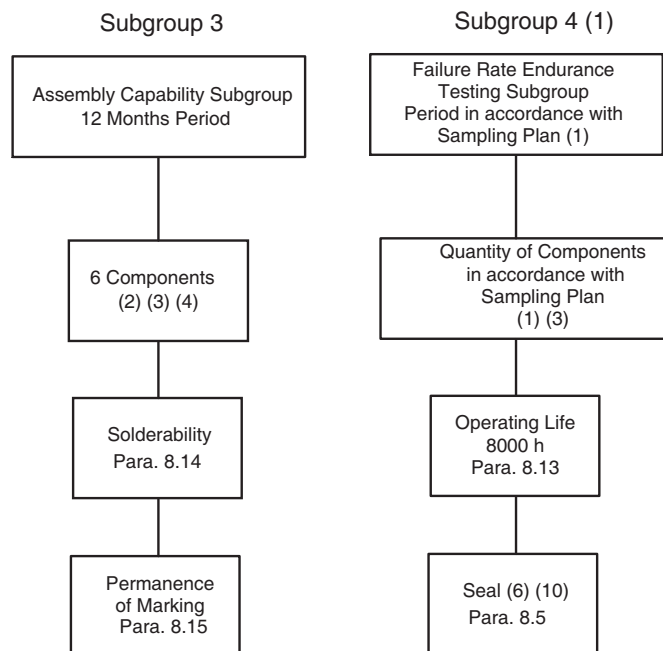 Subgroup 3
Assembly Capability Subgroup
12 Months Period
6 Components
(2) (3) (4)
Solderability
Para. 8.14
Permanence
of Marking
Para. 8.15
Subgroup 4 (1)
Failure Rate Endurance
Testing Subgroup
Period in accordance with
Sampling Plan (1)
Quantity of Components
in accordance with
Sampling Plan
(1) (3)
Operating Life
8000 h
Para. 8.13
Seal (6) (10)
Para. 8.5